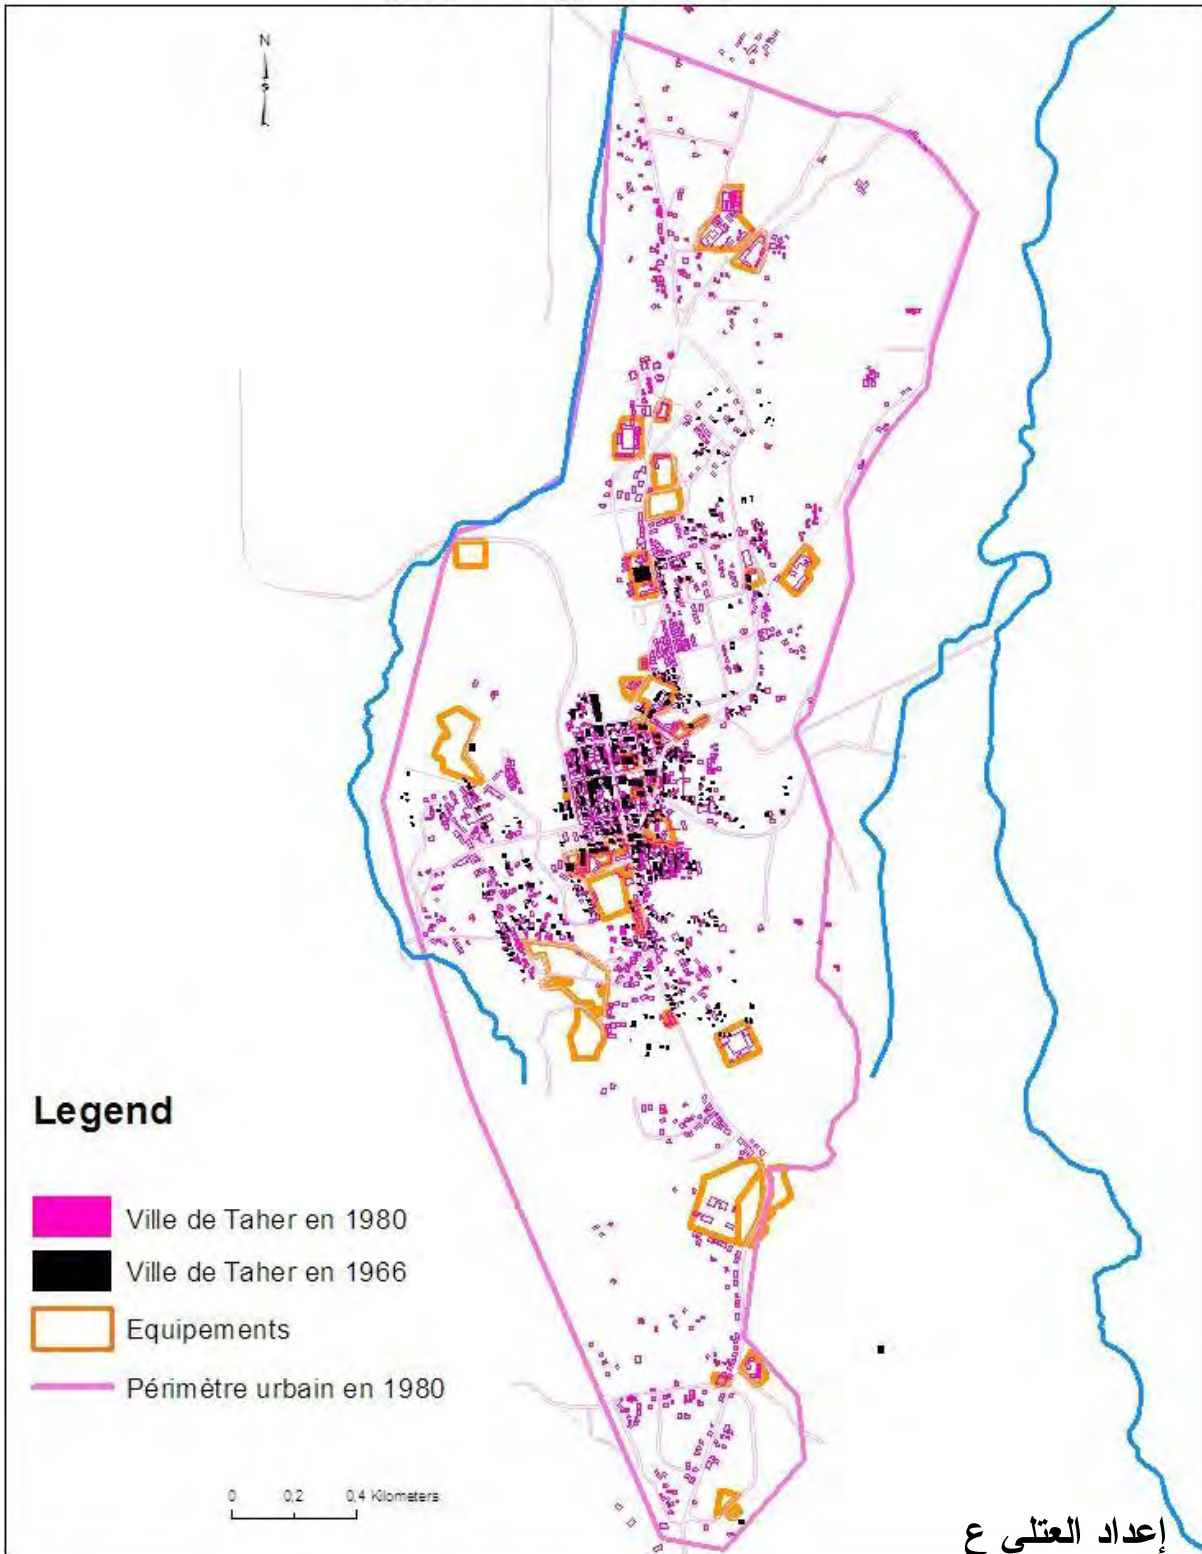 N
Legend
Ville de Taher en 1980
Ville de Taher en 1966
Equipements
Périmètre urbain en 1980
0 0,2 0,4 Kilometers
إعداد العتلي ع